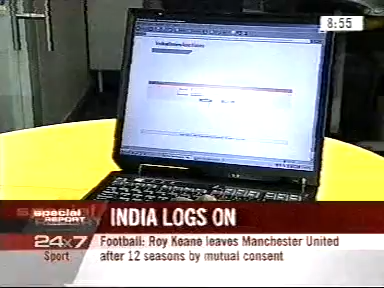 8:55
special
REPORT
INDIA LOGS ON
24x7
Sport
Football: Roy Keane leaves Manchester United
after 12 seasons by mutual consent